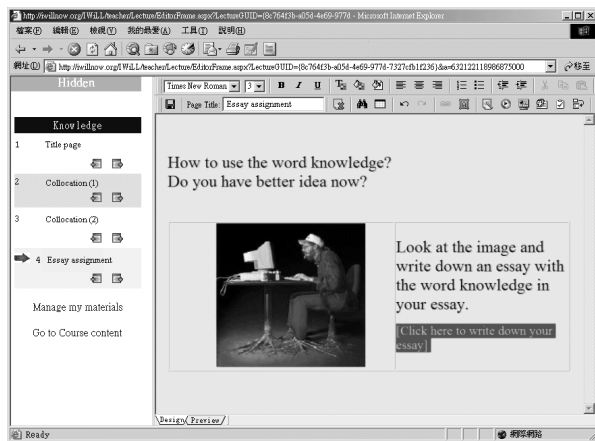 http://iwillnow.org/IWiLL/teacher/Lecture/EditorFrame.aspx?LectureGUID=(8c764f3b-a05d-4e69-977d - Microsoft Internet Explorer
檔案(F) 編輯(E) 檢視(V) 我的最愛(A) 工具(T) 說明(H)
網址(D) http://iwillnow.org/IWiLL/teacher/Lecture/EditorFrame.aspx?LectureGUID=(8c764f3b-a05d-4e69-977d-7327cfb1f236)&s=632122118986875000 移至
Hidden
Times New Roman 3 B I U
Page Title: Essay assignment
Knowledge
1 Title page
2 Collocation (1)
3 Collocation (2)
4 Essay assignment
Manage my materials
Go to Course content
How to use the word knowledge?
Do you have better idea now?
Look at the image and
write down an essay with
the word knowledge in
your essay.
[Click here to write down your
essay]
Design Preview
Ready 網際網路